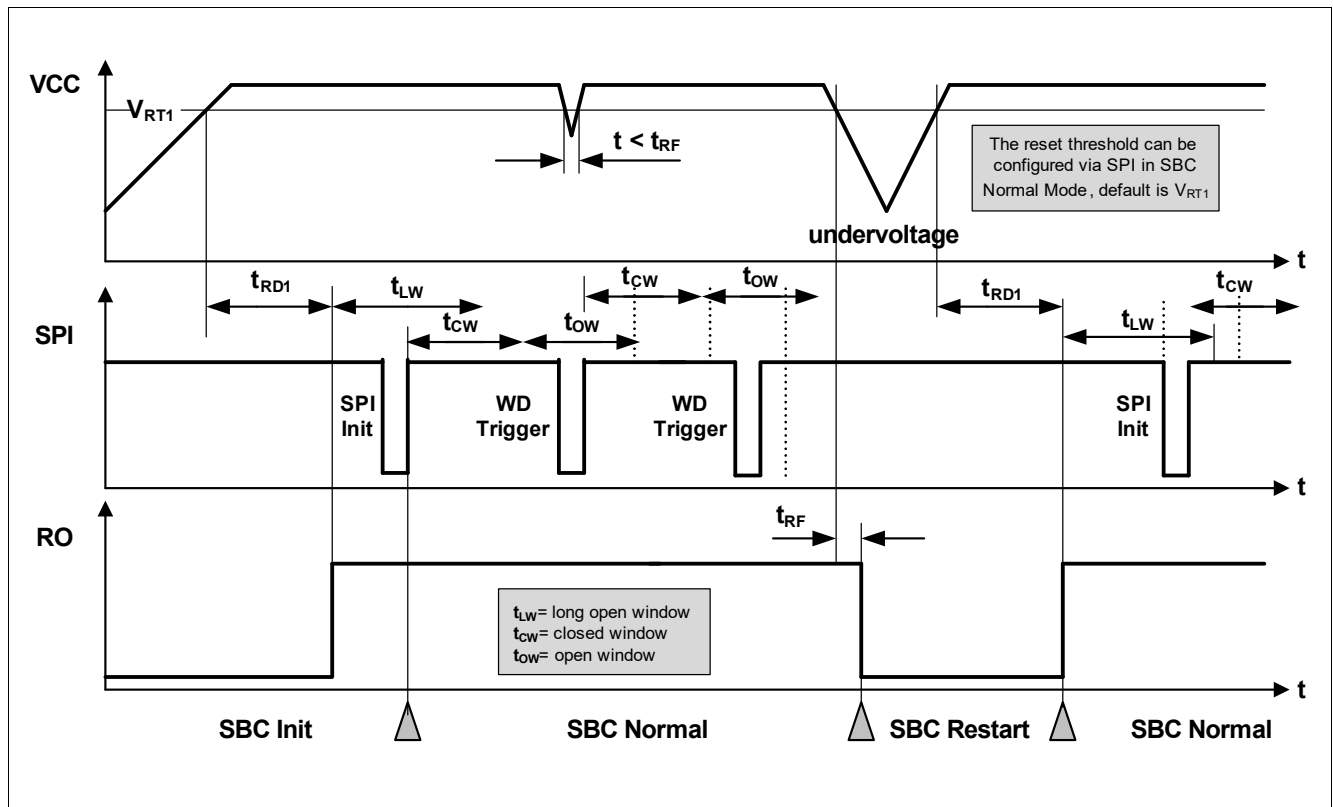 VCC
VRT1
t < tRF
The reset threshold can be
configured via SPI in SBC
Normal Mode, default is VRT1
undervoltage
t
tRD1
tLW
tCW
tOW
tCW
tOW
tRD1
tLW
tCW
SPI
SPI
Init
WD
Trigger
WD
Trigger
SPI
Init
t
RO
tRF
tLW= long open window
tCW= closed window
tOW= open window
t
SBC Init
SBC Normal
SBC Restart
SBC Normal